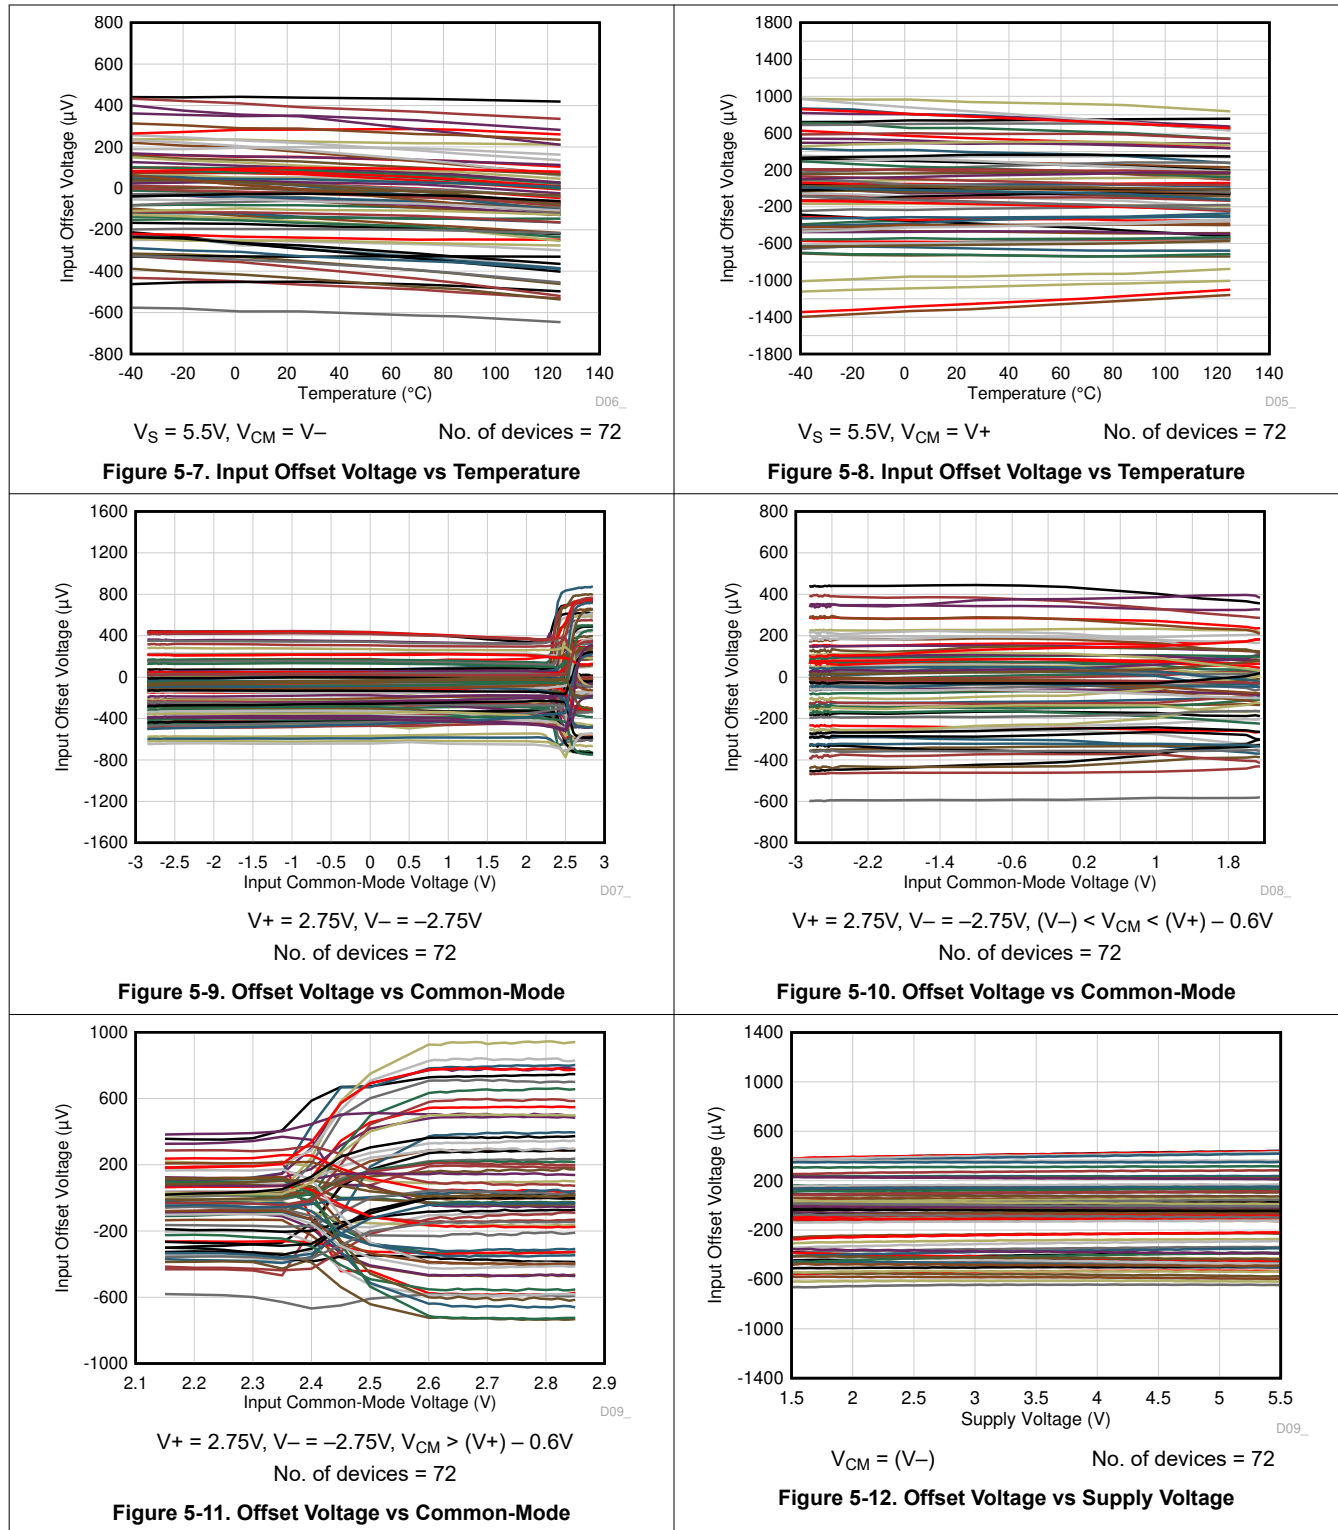 800
600
400
200
0
-200
-400
-600
-800
-40 -20 0 20 40 60 80 100 120 140
Input Offset Voltage (µV)
Temperature (°C)
D06_
V_S = 5.5V, V_CM = V–
No. of devices = 72
Figure 5-7. Input Offset Voltage vs Temperature
1800
1400
1000
600
200
-200
-600
-1000
-1400
-1800
-40 -20 0 20 40 60 80 100 120 140
Input Offset Voltage (µV)
Temperature (°C)
D05_
V_S = 5.5V, V_CM = V+
No. of devices = 72
Figure 5-8. Input Offset Voltage vs Temperature
1600
1200
800
400
0
-400
-800
-1200
-1600
-3 -2.5 -2 -1.5 -1 -0.5 0 0.5 1 1.5 2 2.5 3
Input Offset Voltage (µV)
Input Common-Mode Voltage (V)
D07_
V+ = 2.75V, V– = –2.75V
No. of devices = 72
Figure 5-9. Offset Voltage vs Common-Mode
800
600
400
200
0
-200
-400
-600
-800
-3 -2.2 -1.4 -0.6 0.2 1 1.8
Input Offset Voltage (µV)
Input Common-Mode Voltage (V)
D08_
V+ = 2.75V, V– = –2.75V, (V–) < V_CM < (V+) – 0.6V
No. of devices = 72
Figure 5-10. Offset Voltage vs Common-Mode
1000
600
200
-200
-600
-1000
2.1 2.2 2.3 2.4 2.5 2.6 2.7 2.8 2.9
Input Offset Voltage (µV)
Input Common-Mode Voltage (V)
D09_
V+ = 2.75V, V– = –2.75V, V_CM > (V+) – 0.6V
No. of devices = 72
Figure 5-11. Offset Voltage vs Common-Mode
1400
1000
600
200
-200
-600
-1000
-1400
1.5 2 2.5 3 3.5 4 4.5 5 5.5
Input Offset Voltage (µV)
Supply Voltage (V)
D09_
V_CM = (V–)
No. of devices = 72
Figure 5-12. Offset Voltage vs Supply Voltage